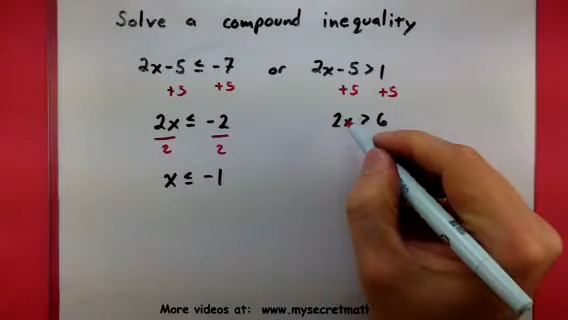 Solve a compound inequality
2x-5 ≤ -7 or 2x-5 > 1
+5 +5 +5 +5
2x ≤ -2 2x > 6
2 2
x ≤ -1
More videos at: www.mysecretmath